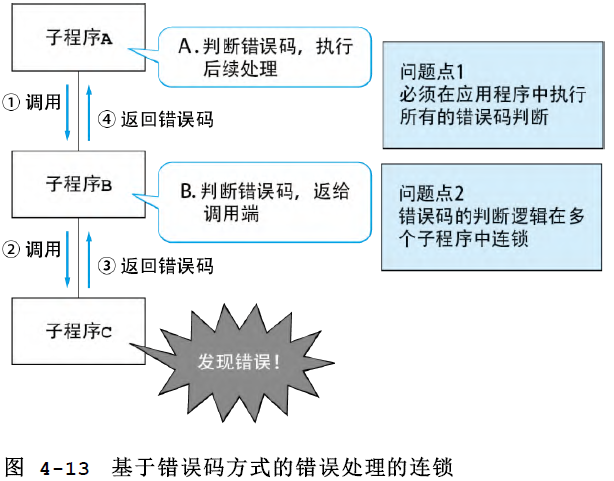 子程序A
A.判断错误码，执行
后续处理
① 调用
④ 返回错误码
问题点1
必须在应用程序中执行
所有的错误码判断
子程序B
B.判断错误码，返给
调用端
问题点2
错误码的判断逻辑在多
个子程序中连锁
② 调用
③ 返回错误码
子程序C
发现错误！
图 4-13 基于错误码方式的错误处理的连锁